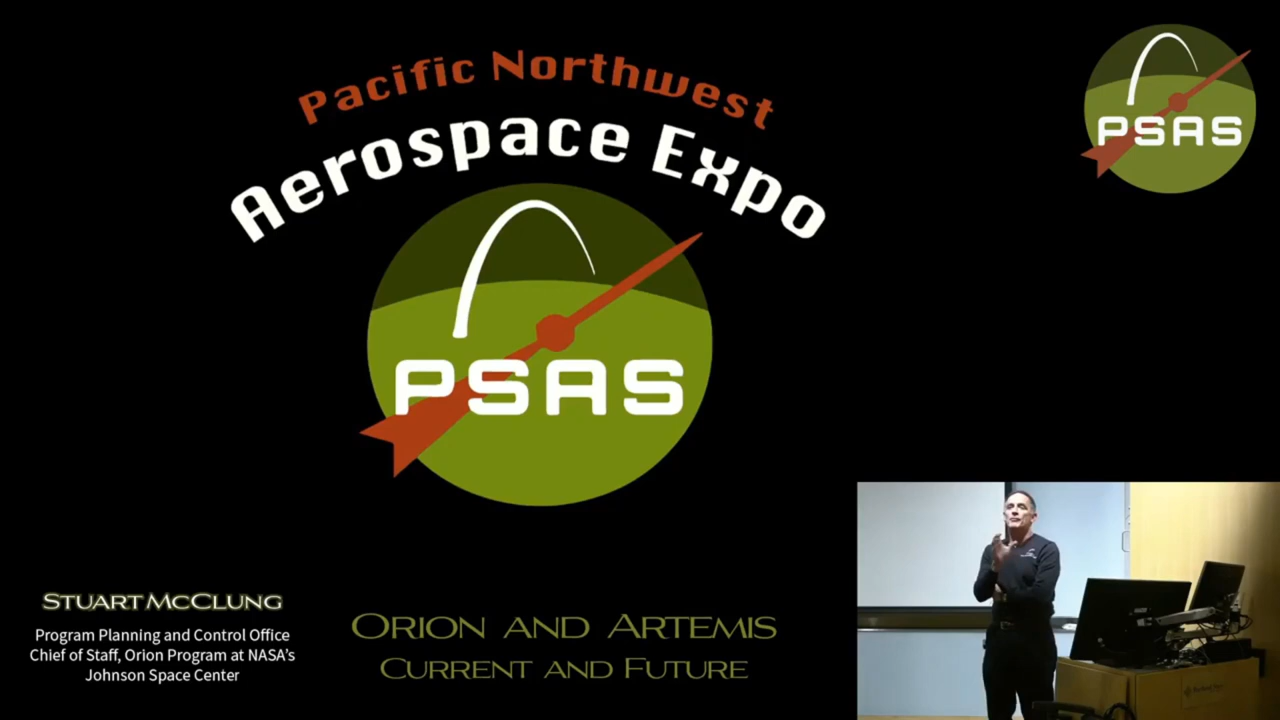 Pacific Northwest
Aerospace Expo
PSAS
PSAS
STUART MCCLUNG
Program Planning and Control Office
Chief of Staff, Orion Program at NASA's
Johnson Space Center
ORION AND ARTEMIS
CURRENT AND FUTURE